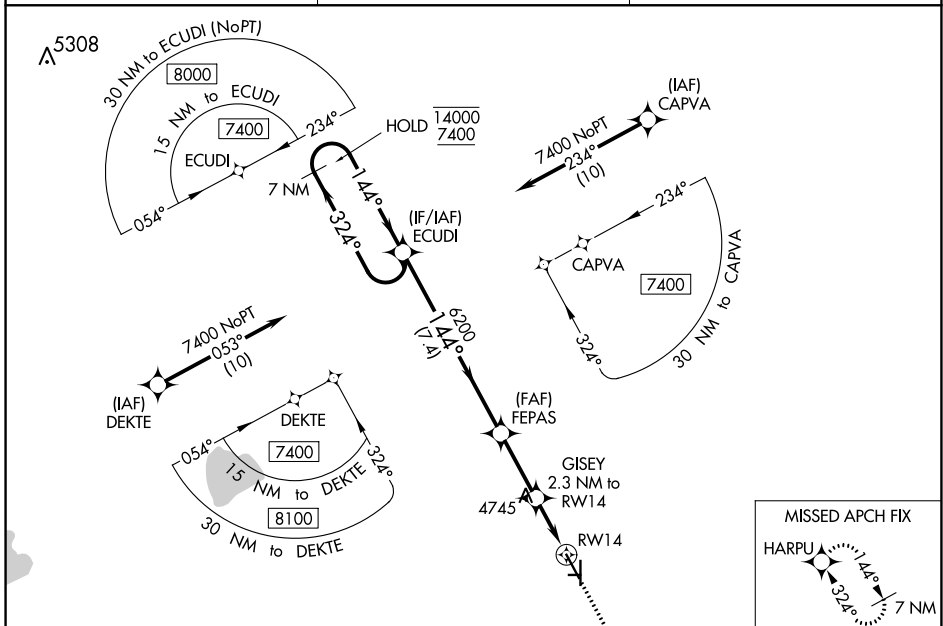 5308
30 NM to ECUDI (NoPT)
8000
15 NM to ECUDI
7400
234°
ECUDI
054°
HOLD
14000
7400
7 NM
144°
324°
(IF/IAF)
ECUDI
(IAF)
CAPVA
7400 NoPT
234°
(10)
234°
CAPVA
7400
324°
30 NM to CAPVA
6200
144°
(7.4)
7400 NoPT
053°
(10)
(IAF)
DEKTE
DEKTE
054°
7400
324°
15 NM to DEKTE
8100
30 NM to DEKTE
(FAF)
FEPAS
GISEY
2.3 NM to
RW14
4745
RW14
MISSED APCH FIX
HARPU
144°
324°
7 NM